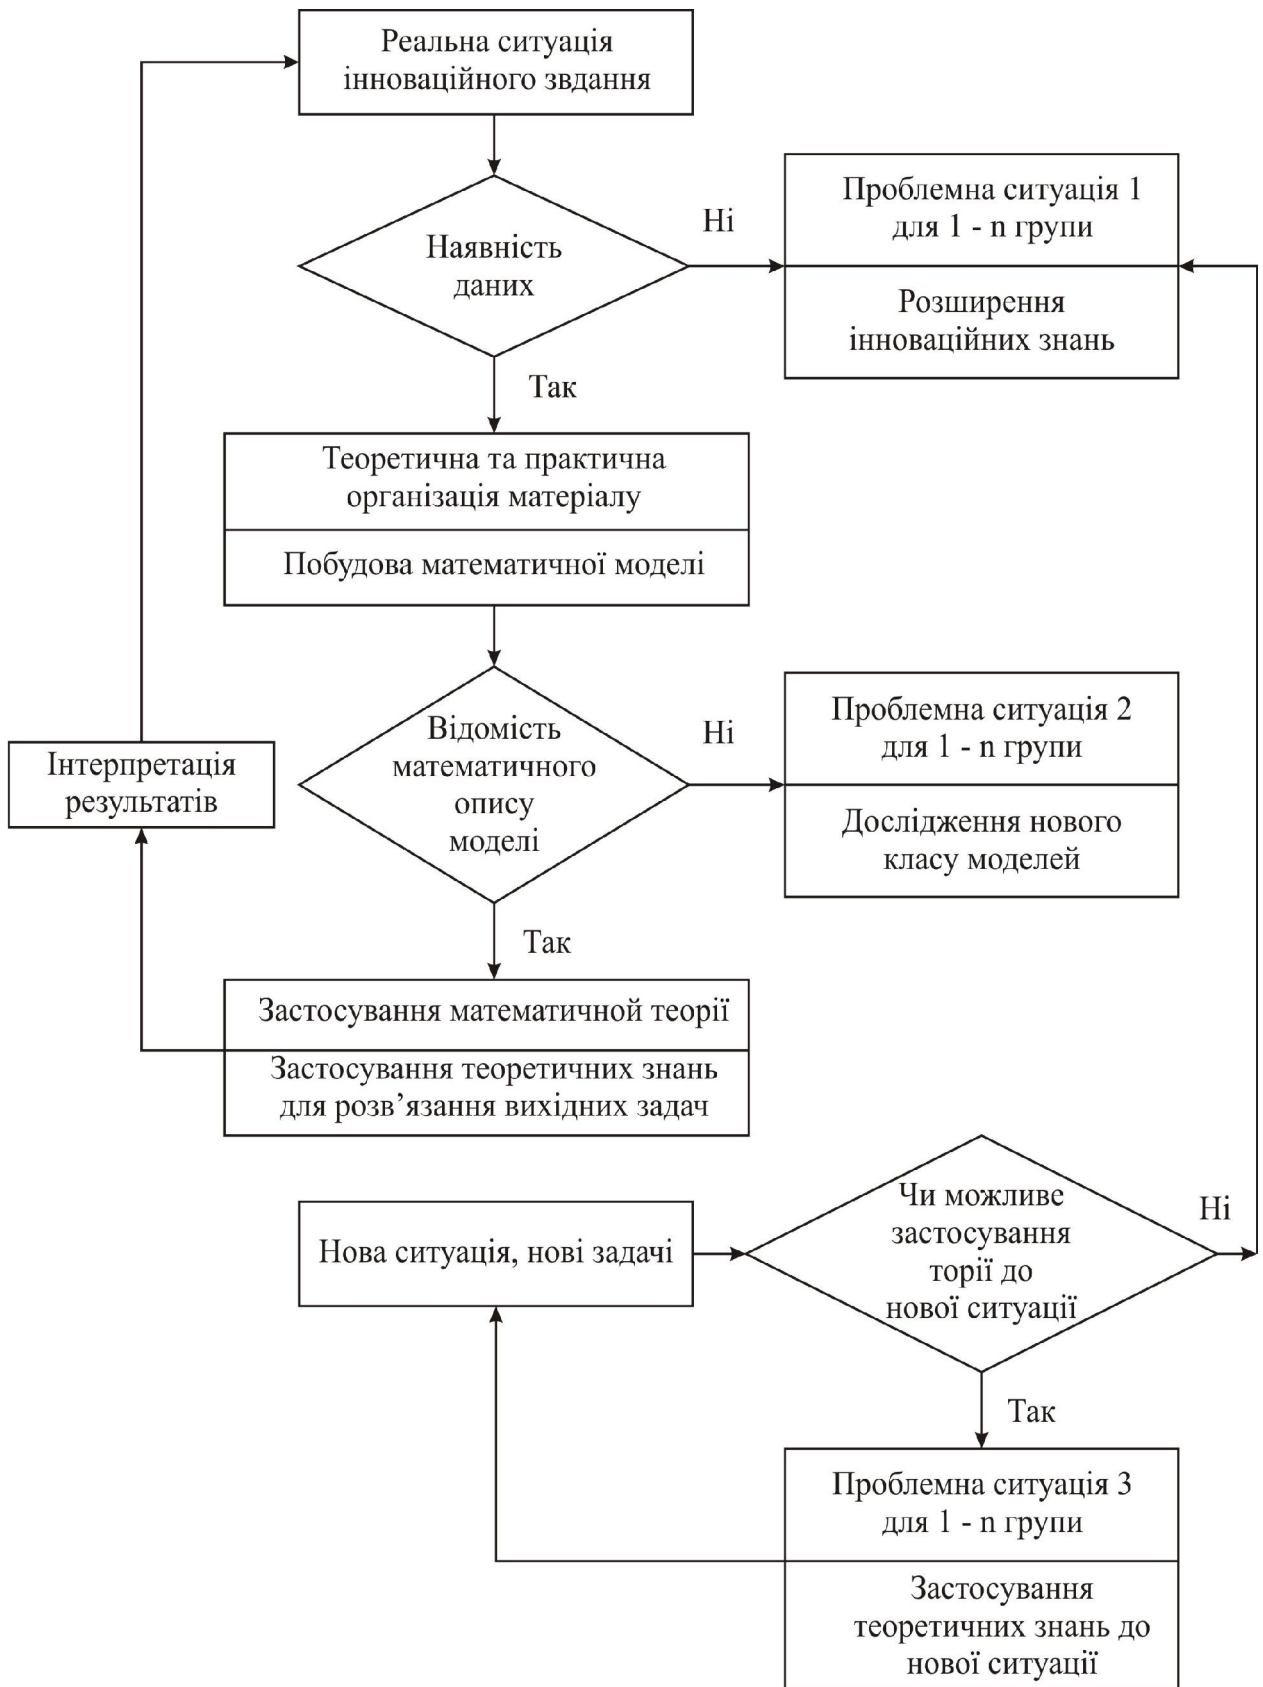 Реальна ситуація
інноваційного звдання
Наявність
даних
Ні
Проблемна ситуація 1
для 1 - n групи
Розширення
інноваційних знань
Так
Теоретична та практична
організація матеріалу
Побудова математичної моделі
Відомість
математичного
опису
моделі
Ні
Проблемна ситуація 2
для 1 - n групи
Дослідження нового
класу моделей
Інтерпретація
результатів
Так
Застосування математичной теорії
Застосування теоретичних знань
для розв’язання вихідних задач
Нова ситуація, нові задачі
Чи можливе
застосування
торії до
нової ситуації
Ні
Так
Проблемна ситуація 3
для 1 - n групи
Застосування
теоретичних знань до
нової ситуації